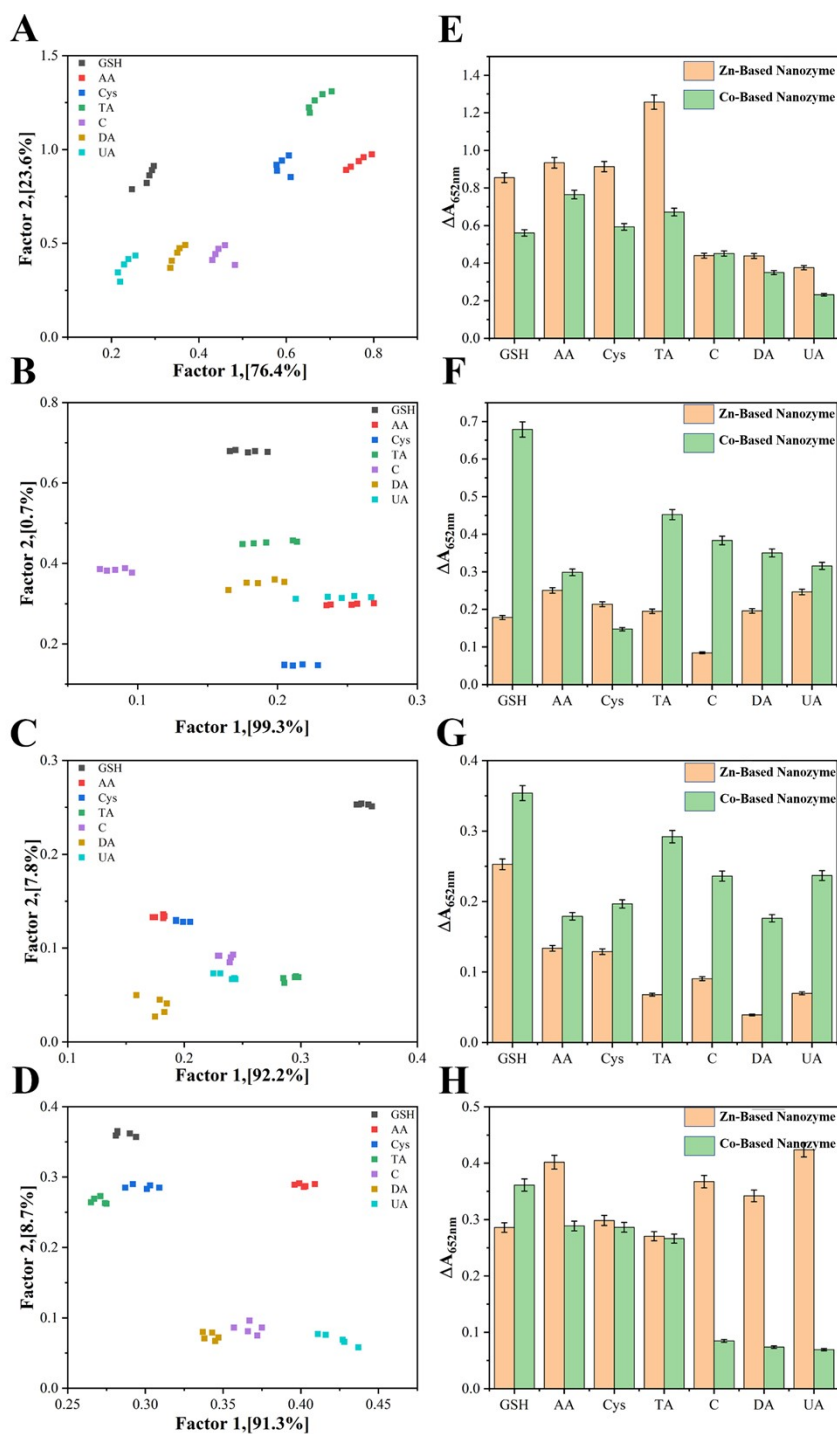 A
GSH
AA
Cys
TA
C
DA
UA
1.5
1.0
0.5
0.0
0.2
0.4
0.6
0.8
Factor 2,[23.6%]
Factor 1,[76.4%]
E
Zn-Based Nanozyme
Co-Based Nanozyme
1.4
1.2
1.0
0.8
0.6
0.4
0.2
0.0
ΔA652nm
GSH
AA
Cys
TA
C
DA
UA
B
GSH
AA
Cys
TA
C
DA
UA
0.8
0.6
0.4
0.2
0.1
0.2
0.3
Factor 2,[0.7%]
Factor 1,[99.3%]
F
Zn-Based Nanozyme
Co-Based Nanozyme
0.7
0.6
0.5
0.4
0.3
0.2
0.1
0.0
ΔA652nm
GSH
AA
Cys
TA
C
DA
UA
C
GSH
AA
Cys
TA
C
DA
UA
0.3
0.2
0.1
0.0
0.1
0.2
0.3
0.4
Factor 2,[7.8%]
Factor 1,[92.2%]
G
Zn-Based Nanozyme
Co-Based Nanozyme
0.4
0.3
0.2
0.1
0.0
ΔA652nm
GSH
AA
Cys
TA
C
DA
UA
D
GSH
AA
Cys
TA
C
DA
UA
0.4
0.3
0.2
0.1
0.0
0.25
0.30
0.35
0.40
0.45
Factor 2,[8.7%]
Factor 1,[91.3%]
H
Zn-Based Nanozyme
Co-Based Nanozyme
0.5
0.4
0.3
0.2
0.1
0.0
ΔA652nm
GSH
AA
Cys
TA
C
DA
UA